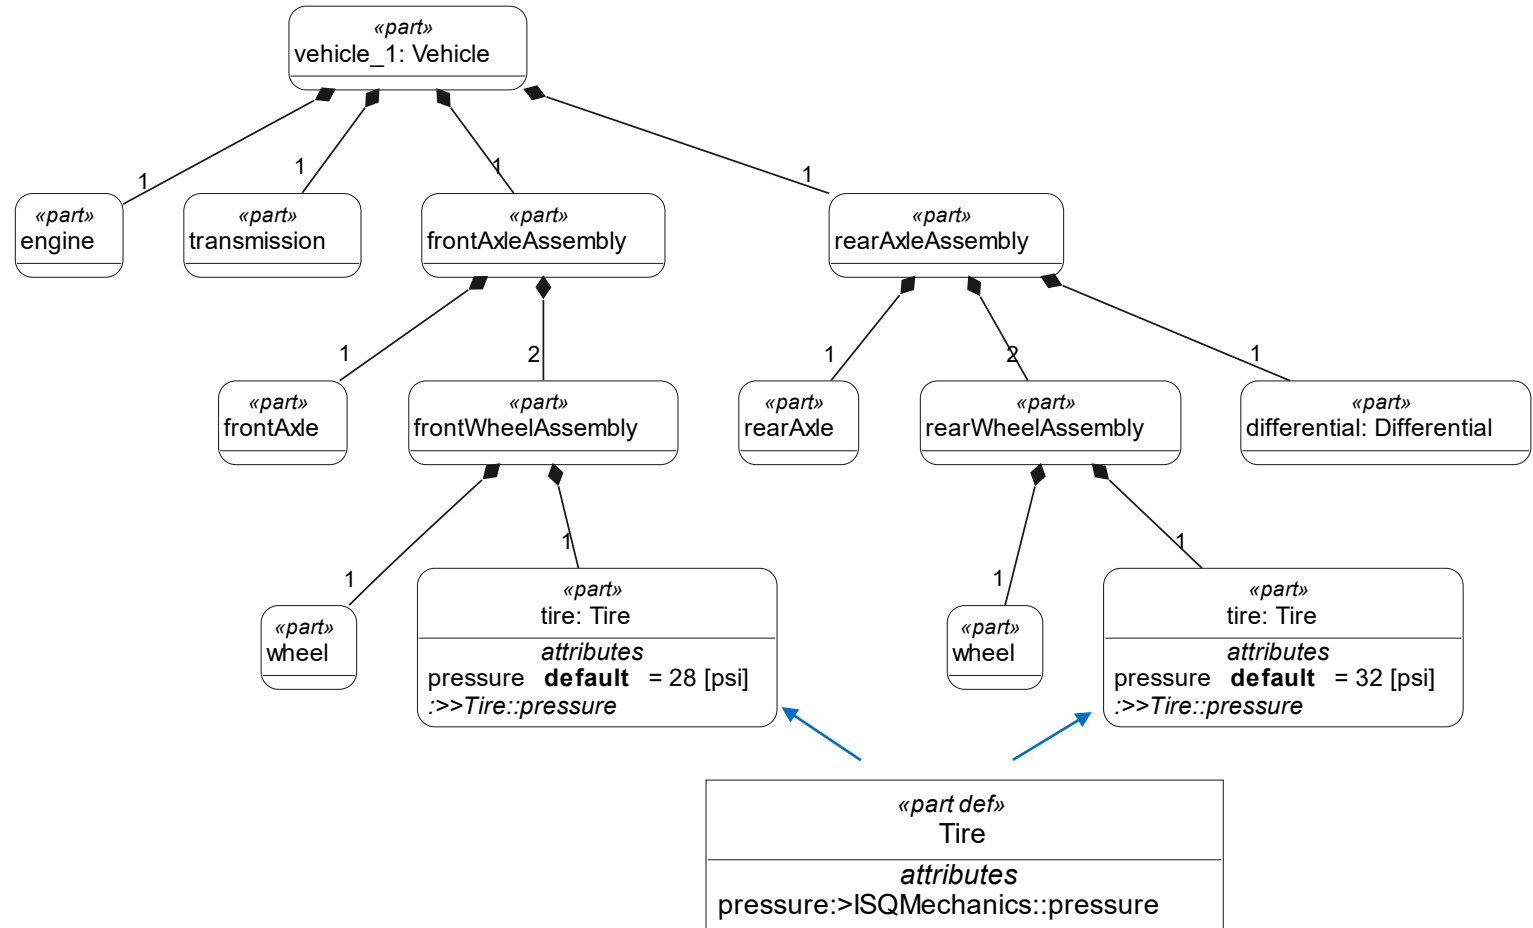 «part»
vehicle_1: Vehicle
1
1
1
1
«part»
engine
«part»
transmission
«part»
frontAxleAssembly
«part»
rearAxleAssembly
1
2
1
2
1
«part»
frontAxle
«part»
frontWheelAssembly
«part»
rearAxle
«part»
rearWheelAssembly
«part»
differential: Differential
1
1
1
1
«part»
wheel
«part»
tire: Tire
attributes
pressure default = 28 [psi]
:>>Tire::pressure
«part»
wheel
«part»
tire: Tire
attributes
pressure default = 32 [psi]
:>>Tire::pressure
«part def»
Tire
attributes
pressure:>ISQMechanics::pressure